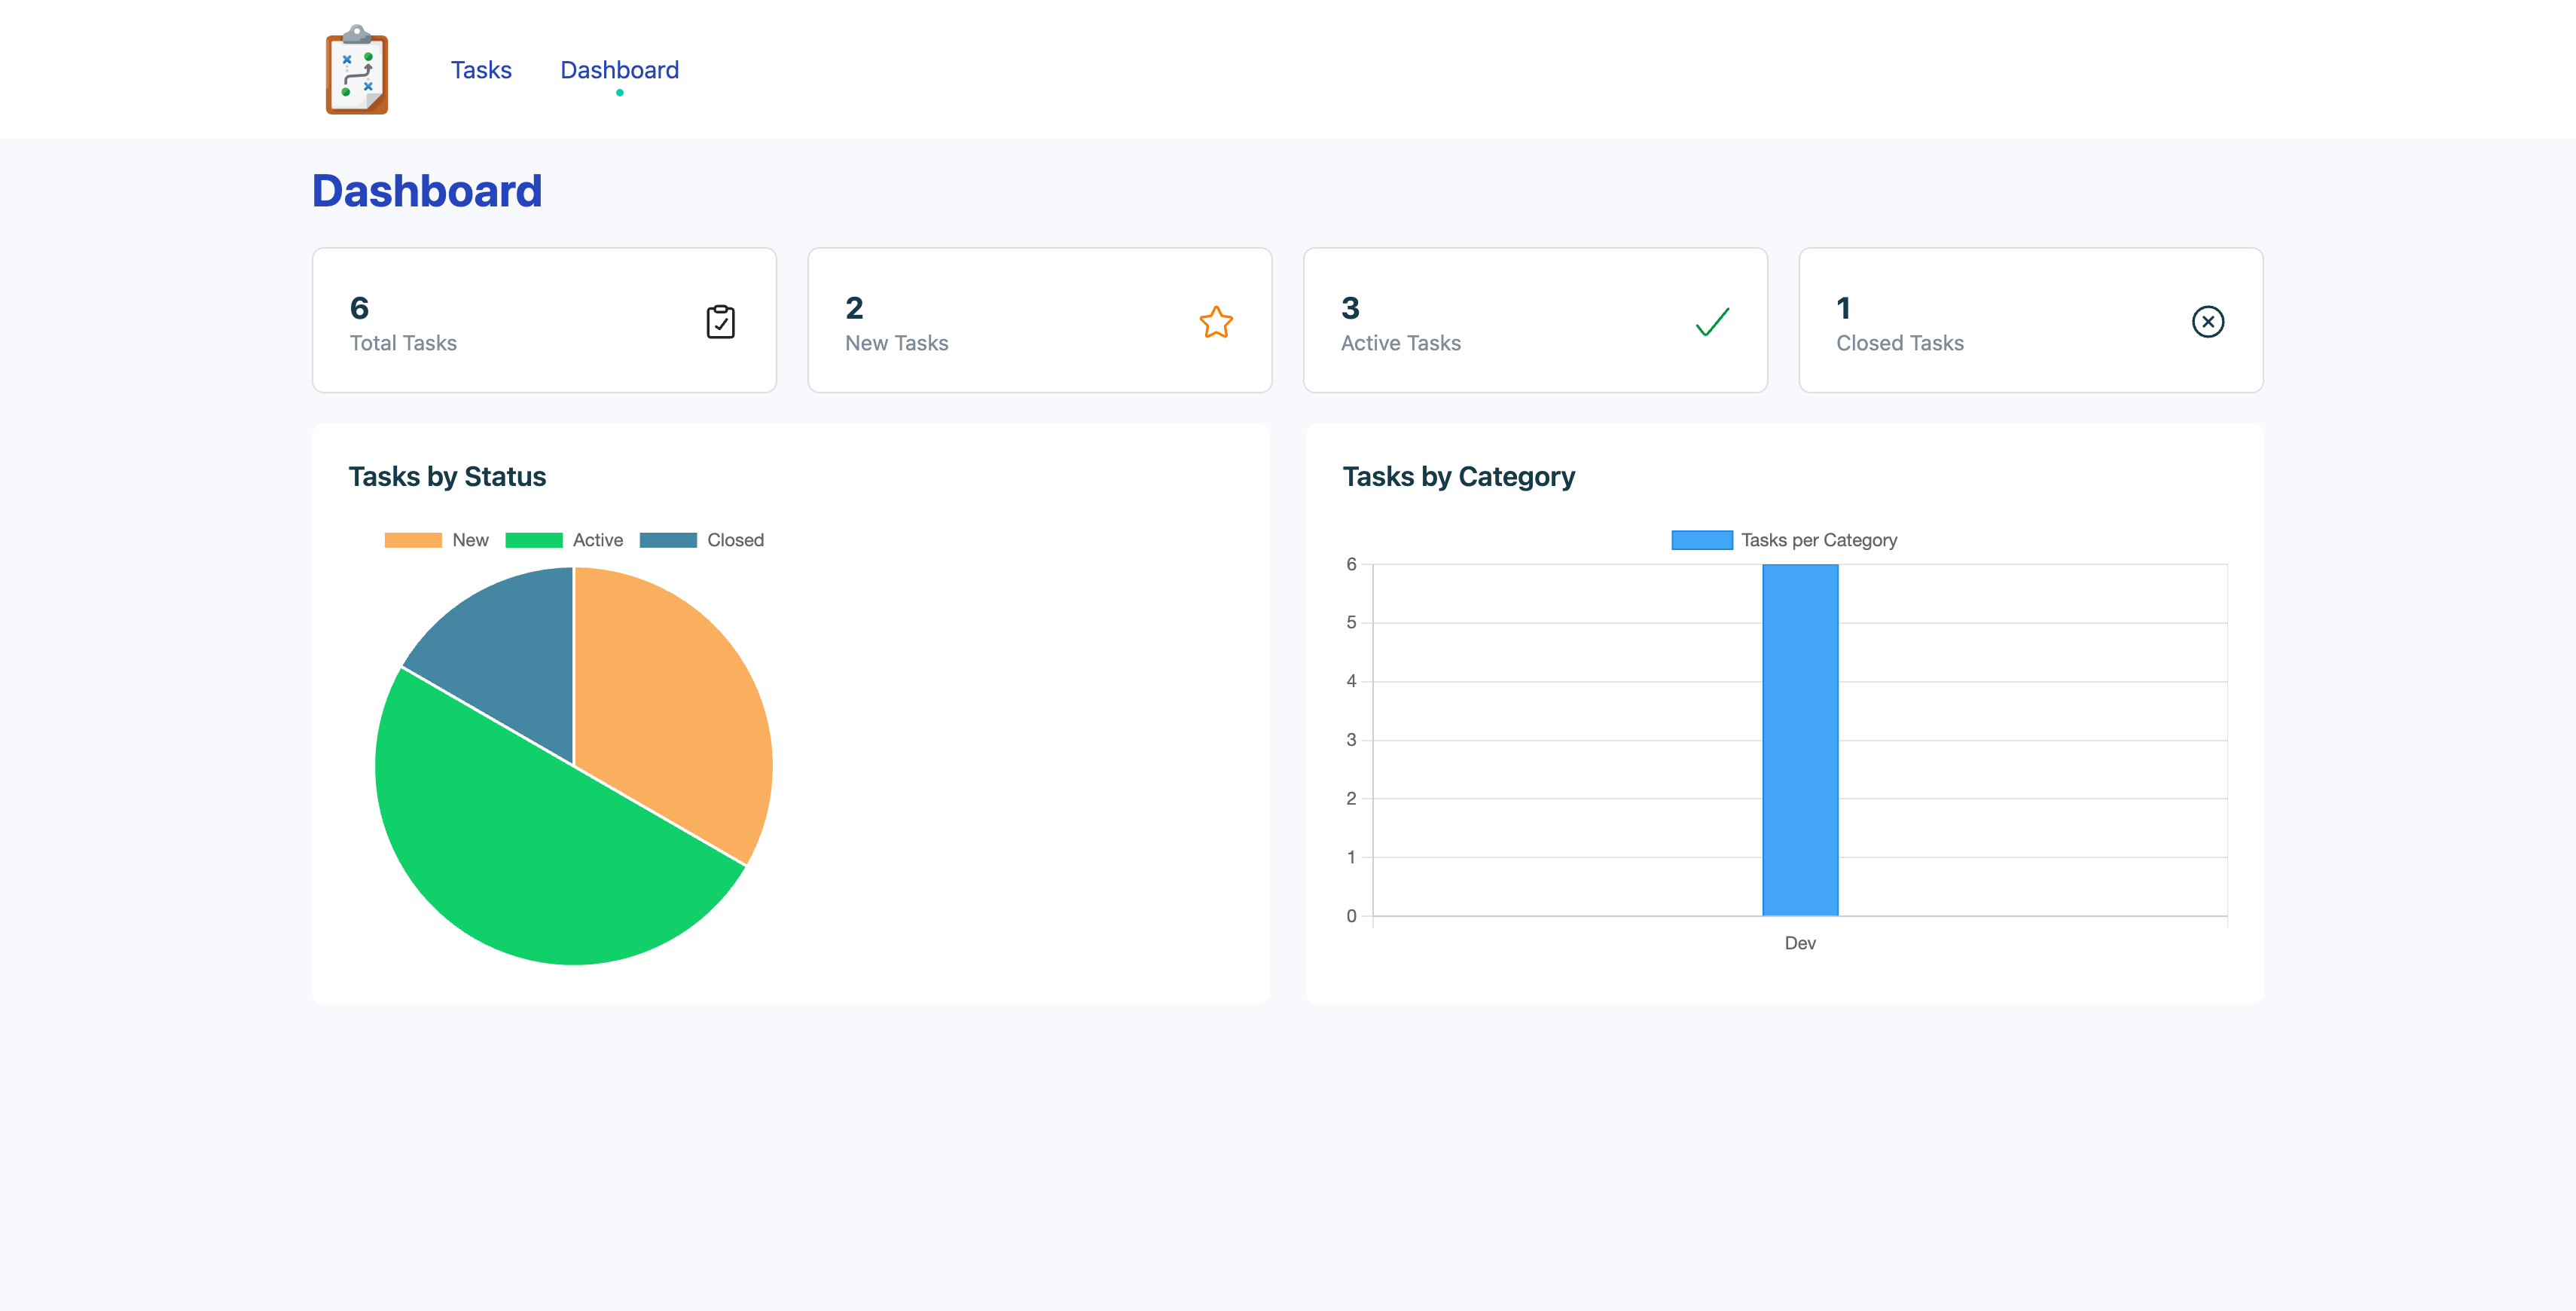 Tasks Dashboard
Dashboard
6
Total Tasks
2
New Tasks
3
Active Tasks
1
Closed Tasks
Tasks by Status
New Active Closed
Tasks by Category
Tasks per Category
6
5
4
3
2
1
0
Dev